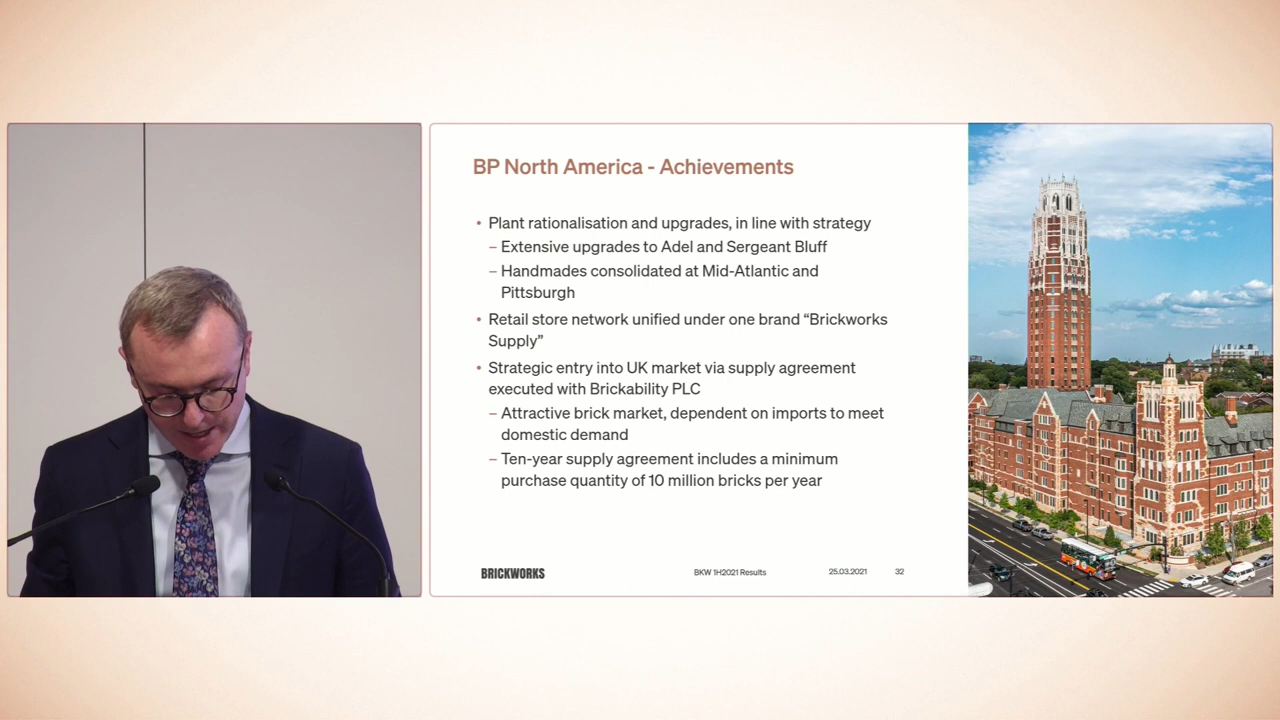 BP North America - Achievements
• Plant rationalisation and upgrades, in line with strategy
– Extensive upgrades to Adel and Sergeant Bluff
– Handmades consolidated at Mid-Atlantic and
Pittsburgh
• Retail store network unified under one brand “Brickworks
Supply”
• Strategic entry into UK market via supply agreement
executed with Brickability PLC
– Attractive brick market, dependent on imports to meet
domestic demand
– Ten-year supply agreement includes a minimum
purchase quantity of 10 million bricks per year
BRICKWORKS
BKW 1H2021 Results
25.03.2021
32